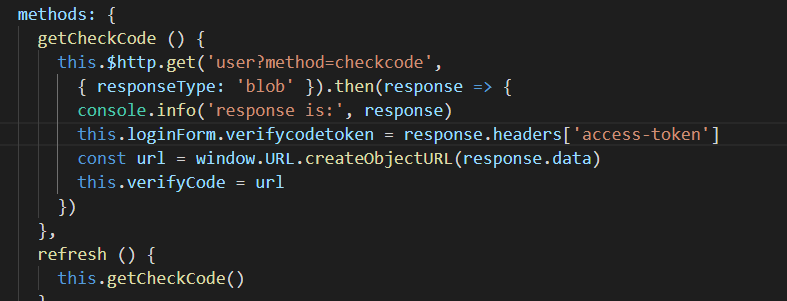 methods: {
getCheckCode () {
this.$http.get('user?method=checkcode',
{ responseType: 'blob' }).then(response => {
console.info('response is:', response)
this.loginForm.verifycodetoken = response.headers['access-token']
const url = window.URL.createObjectURL(response.data)
this.verifyCode = url
})
},
refresh () {
this.getCheckCode()